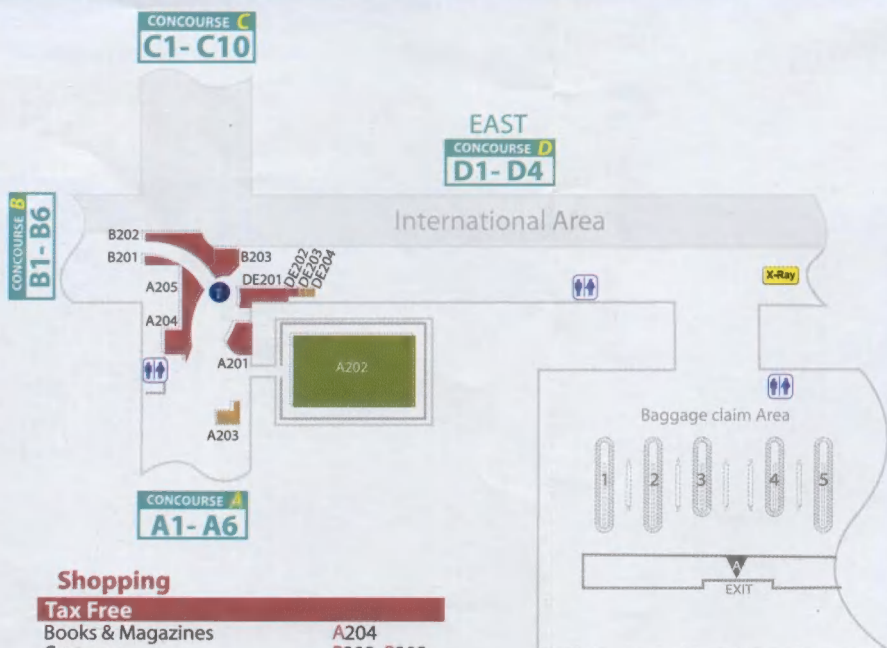 CONCOURSE C
C1- C10
EAST
CONCOURSE D
D1- D4
CONCOURSE B
B1- B6
International Area
B202
B201
B203
DE201
DE202
DE203
DE204
X-Ray
A205
A204
A201
A202
A203
Baggage claim Area
1
2
3
4
5
CONCOURSE A
A1- A6
A
EXIT
Shopping
Tax Free
Books & Magazines A204